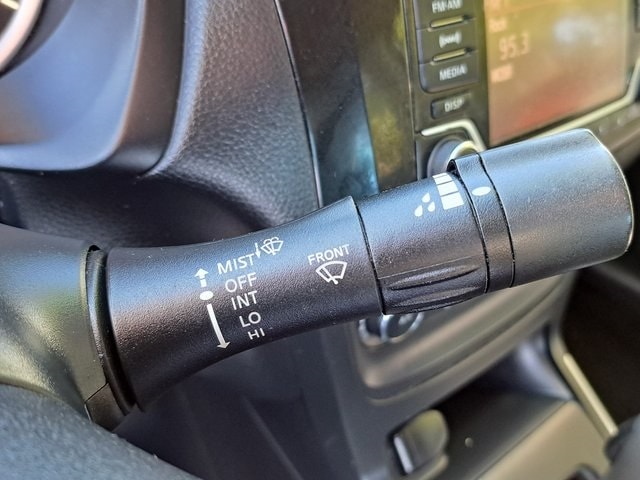 FM·AM
MEDIA
DISP
95.3
MIST
OFF
INT
LO
HI
FRONT